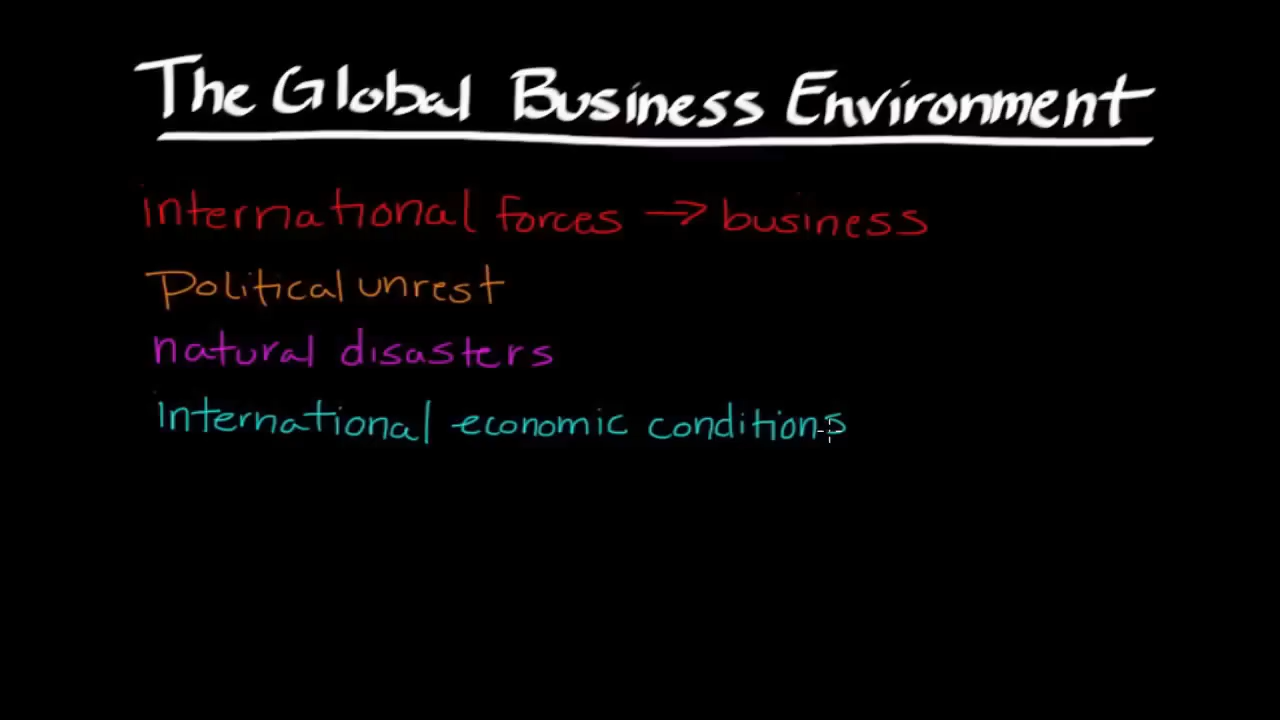 The Global Business Environment
international forces → business
Political unrest
natural disasters
International economic conditions